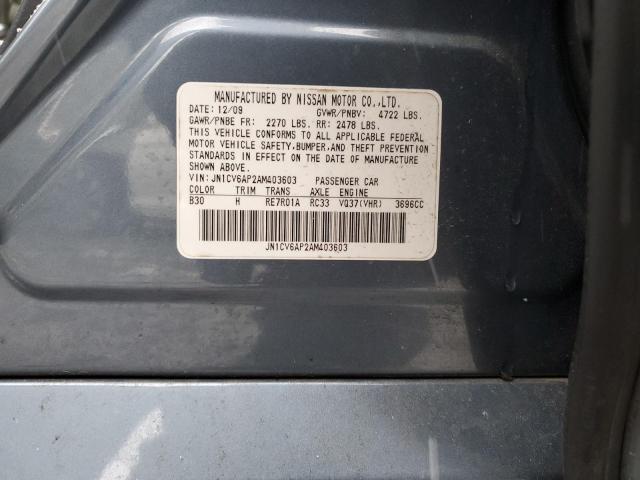 MANUFACTURED BY NISSAN MOTOR CO.,LTD.
DATE: 12/09 GVWR/PNBV: 4722 LBS.
GAWR/PNBE FR: 2270 LBS. RR: 2478 LBS.
THIS VEHICLE CONFORMS TO ALL APPLICABLE FEDERAL
MOTOR VEHICLE SAFETY,BUMPER,AND THEFT PREVENTION
STANDARDS IN EFFECT ON THE DATE OF MANUFACTURE
SHOWN ABOVE.
VIN: JN1CV6AP2AM403603 PASSENGER CAR
COLOR TRIM TRANS AXLE ENGINE
B30 H RE7R01A RC33 VQ37(VHR) 3696CC
JN1CV6AP2AM403603